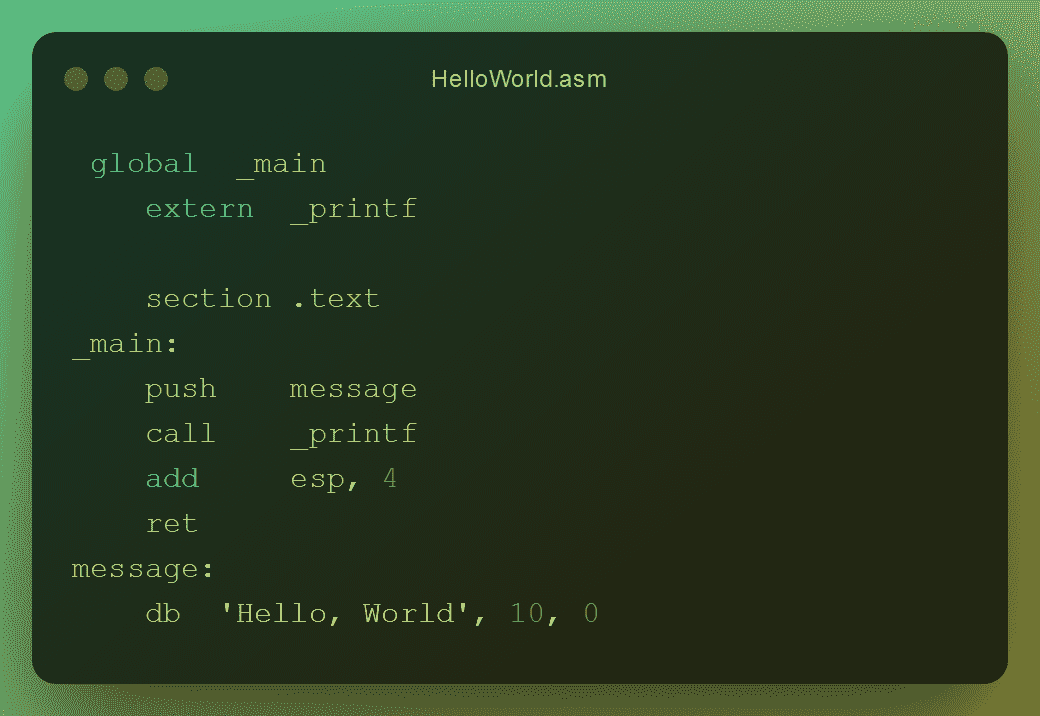 HelloWorld.asm
global  _main
    extern  _printf
    section .text
_main:
    push    message
    call    _printf
    add     esp, 4
    ret
message:
    db  'Hello, World', 10, 0